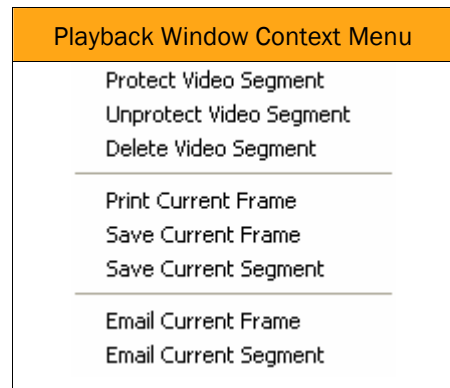 Playback Window Context Menu
Protect Video Segment
Unprotect Video Segment
Delete Video Segment
Print Current Frame
Save Current Frame
Save Current Segment
Email Current Frame
Email Current Segment